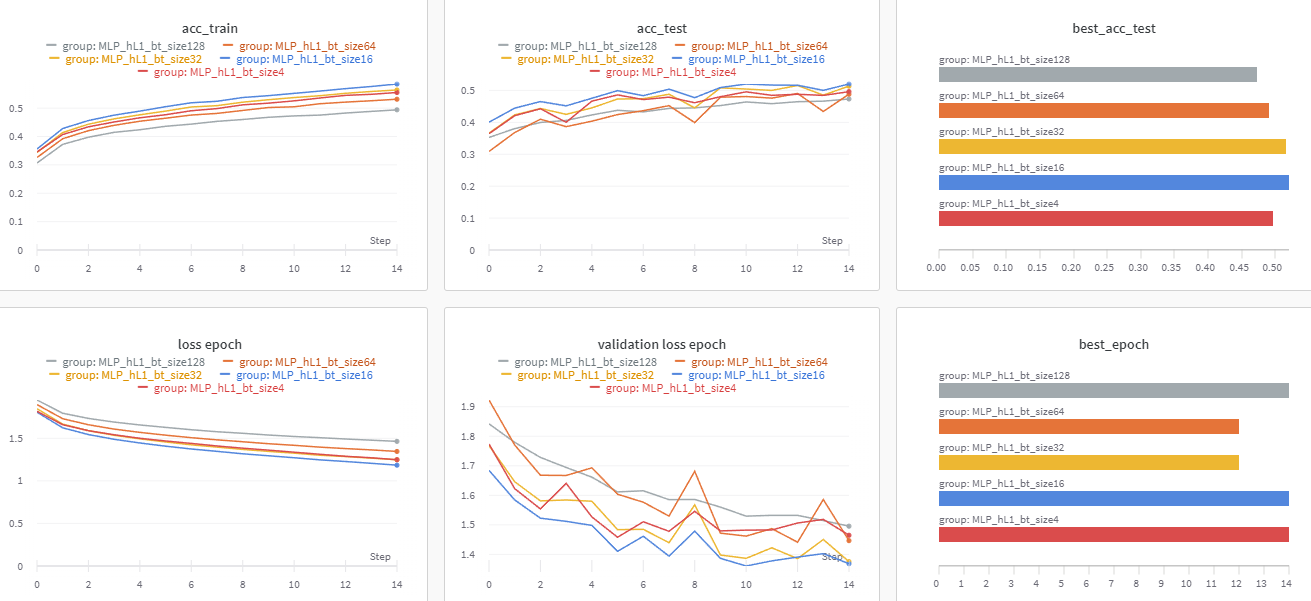 acc_train
group: MLP_hL1_bt_size128 group: MLP_hL1_bt_size64
group: MLP_hL1_bt_size32 group: MLP_hL1_bt_size16
group: MLP_hL1_bt_size4
0.5
0.4
0.3
0.2
0.1
0
Step
0 2 4 6 8 10 12 14
acc_test
group: MLP_hL1_bt_size128 group: MLP_hL1_bt_size64
group: MLP_hL1_bt_size32 group: MLP_hL1_bt_size16
group: MLP_hL1_bt_size4
0.5
0.4
0.3
0.2
0.1
0
Step
0 2 4 6 8 10 12 14
best_acc_test
group: MLP_hL1_bt_size128
group: MLP_hL1_bt_size64
group: MLP_hL1_bt_size32
group: MLP_hL1_bt_size16
group: MLP_hL1_bt_size4
0.00 0.05 0.10 0.15 0.20 0.25 0.30 0.35 0.40 0.45 0.50
loss epoch
group: MLP_hL1_bt_size128 group: MLP_hL1_bt_size64
group: MLP_hL1_bt_size32 group: MLP_hL1_bt_size16
group: MLP_hL1_bt_size4
1.5
1
0.5
0
Step
0 2 4 6 8 10 12 14
validation loss epoch
group: MLP_hL1_bt_size128 group: MLP_hL1_bt_size64
group: MLP_hL1_bt_size32 group: MLP_hL1_bt_size16
group: MLP_hL1_bt_size4
1.9
1.8
1.7
1.6
1.5
1.4
Step
0 2 4 6 8 10 12 14
best_epoch
group: MLP_hL1_bt_size128
group: MLP_hL1_bt_size64
group: MLP_hL1_bt_size32
group: MLP_hL1_bt_size16
group: MLP_hL1_bt_size4
0 1 2 3 4 5 6 7 8 9 10 11 12 13 14